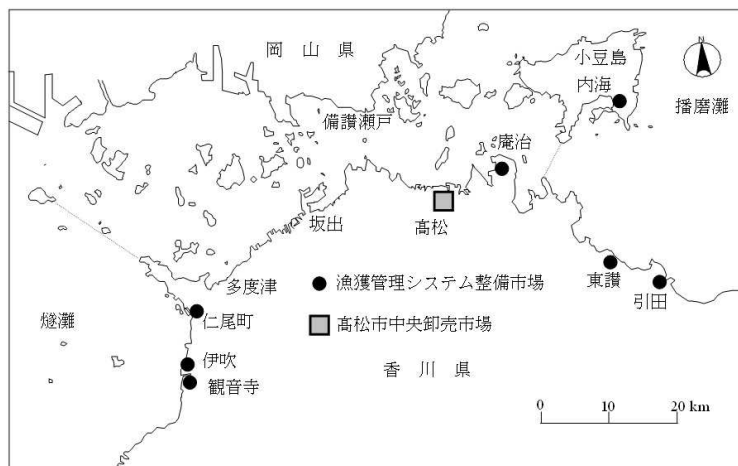 岡 山 県
小豆島
内海
播磨灘
備讃瀬戸
庵治
坂出
高松
東讃
引田
多度津
● 漁獲管理システム整備市場
仁尾町
燧灘
高松市中央卸売市場
伊吹
観音寺
香 川 県
0 10 20 km